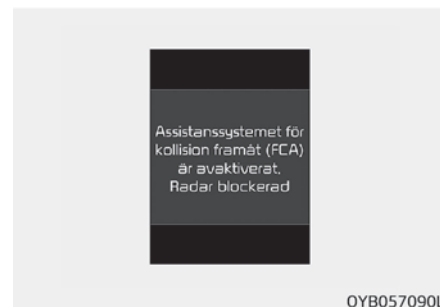 Assistanssystemet för
kollision framåt (FCA)
är avaktiverat.
Radar blockerad
OYB057090L